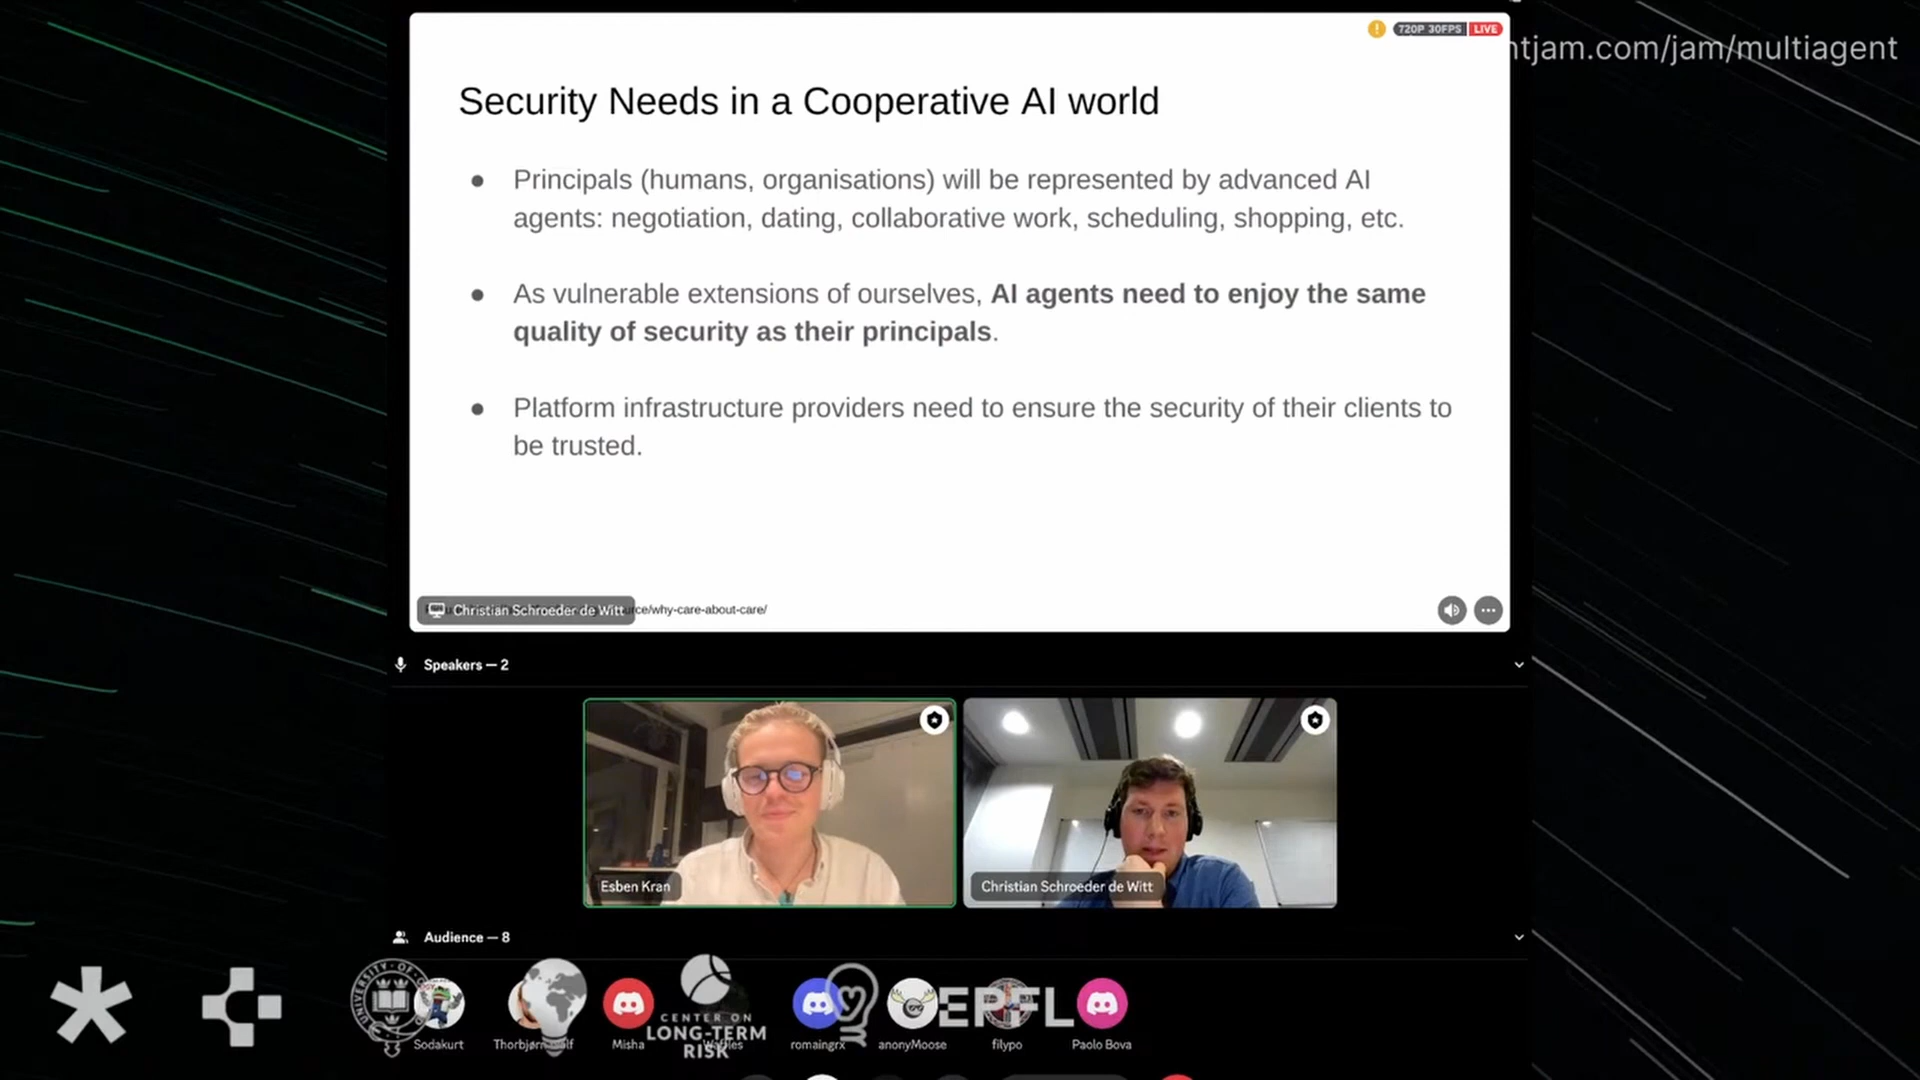 720P 30FPS LIVE
ntjam.com/jam/multiagent
Security Needs in a Cooperative AI world
Principals (humans, organisations) will be represented by advanced AI
agents: negotiation, dating, collaborative work, scheduling, shopping, etc.
As vulnerable extensions of ourselves, AI agents need to enjoy the same
quality of security as their principals.
Platform infrastructure providers need to ensure the security of their clients to
be trusted.
Christian Schroeder de Witt
rce/why-care-about-care/
Speakers — 2
Esben Kran
Christian Schroeder de Witt
Audience — 8
CENTER ON
LONG-TERM
RISK
EPFL
Sodakurt
Misha
romaingrx
anonyMoose
filypo
Paolo Bova